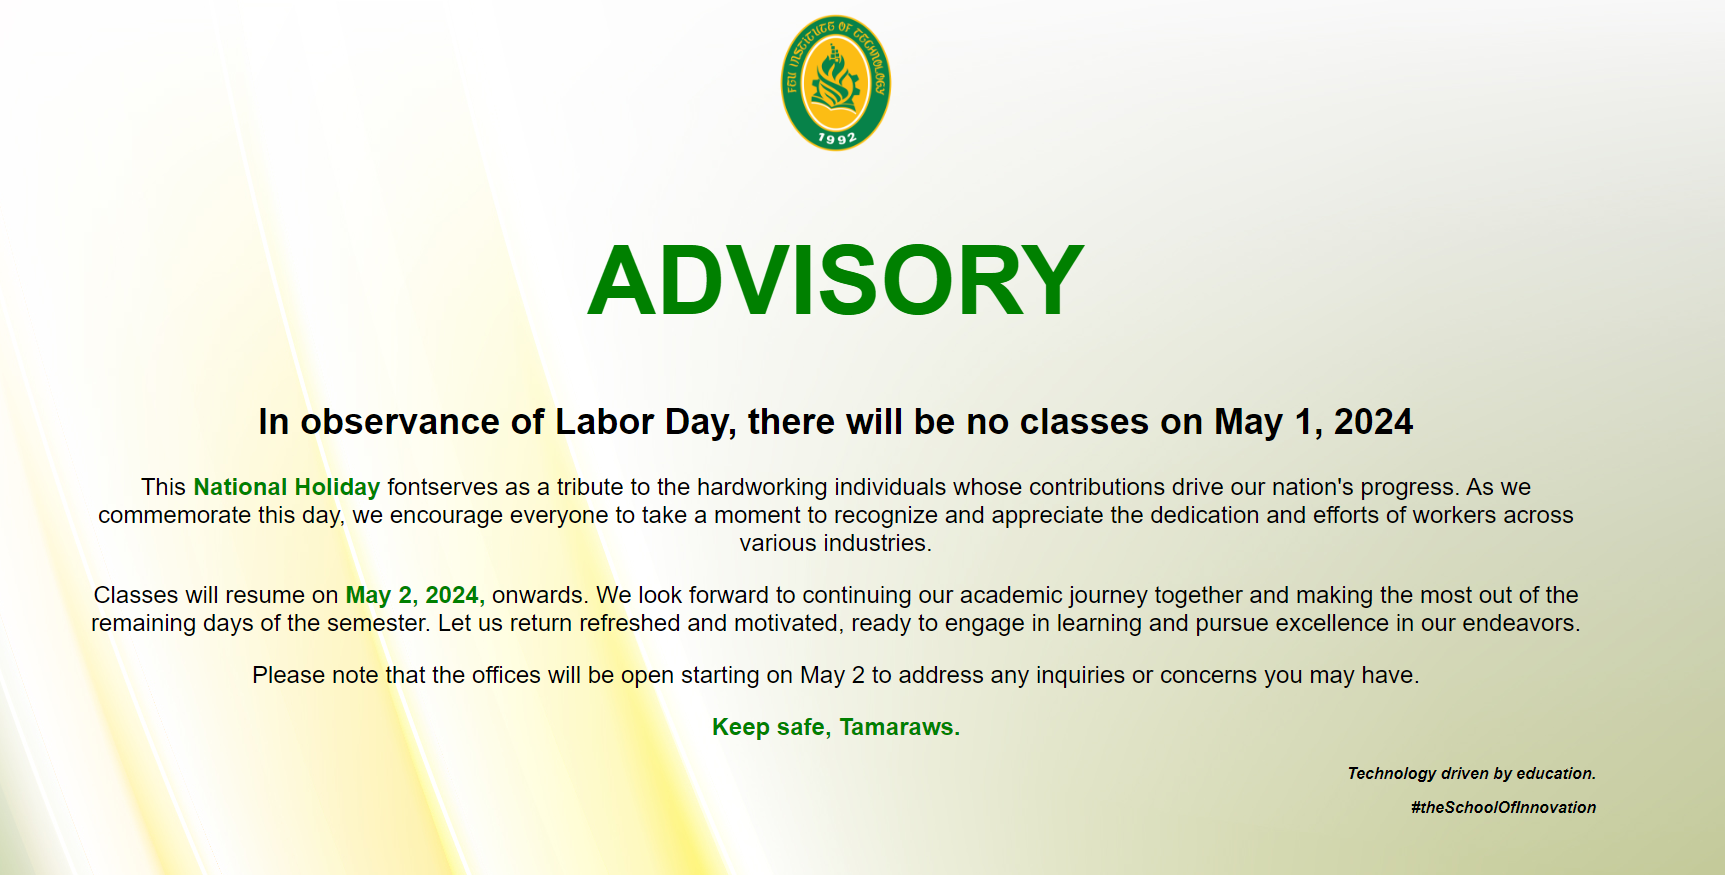 FEU INSTITUTE OF TECHNOLOGY
1992
ADVISORY
In observance of Labor Day, there will be no classes on May 1, 2024
This National Holiday fontserves as a tribute to the hardworking individuals whose contributions drive our nation's progress. As we
commemorate this day, we encourage everyone to take a moment to recognize and appreciate the dedication and efforts of workers across
various industries.
Classes will resume on May 2, 2024, onwards. We look forward to continuing our academic journey together and making the most out of the
remaining days of the semester. Let us return refreshed and motivated, ready to engage in learning and pursue excellence in our endeavors.
Please note that the offices will be open starting on May 2 to address any inquiries or concerns you may have.
Keep safe, Tamaraws.
Technology driven by education.
#theSchoolOfInnovation